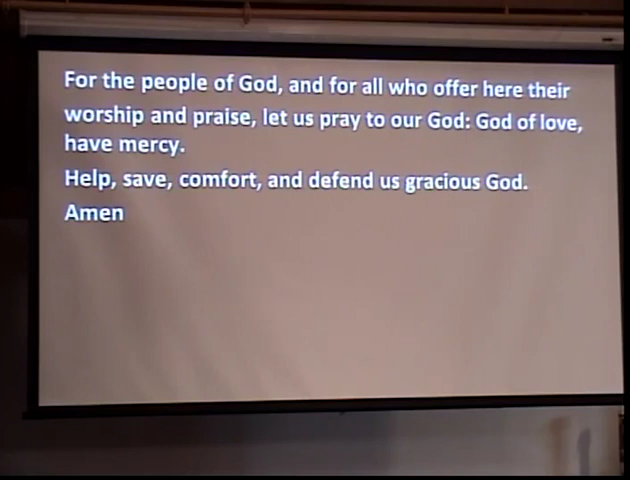 For the people of God, and for all who offer here their
worship and praise, let us pray to our God: God of love,
have mercy.
Help, save, comfort, and defend us gracious God.
Amen